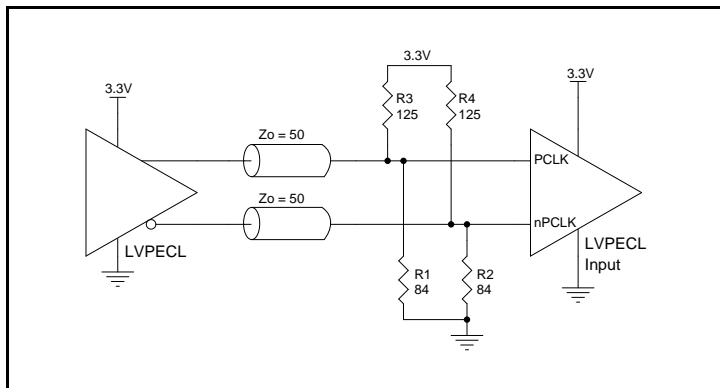 3.3V
3.3V
3.3V
R3
125
R4
125
Zo = 50
Zo = 50
PCLK
nPCLK
LVPECL
LVPECL
Input
R1
84
R2
84